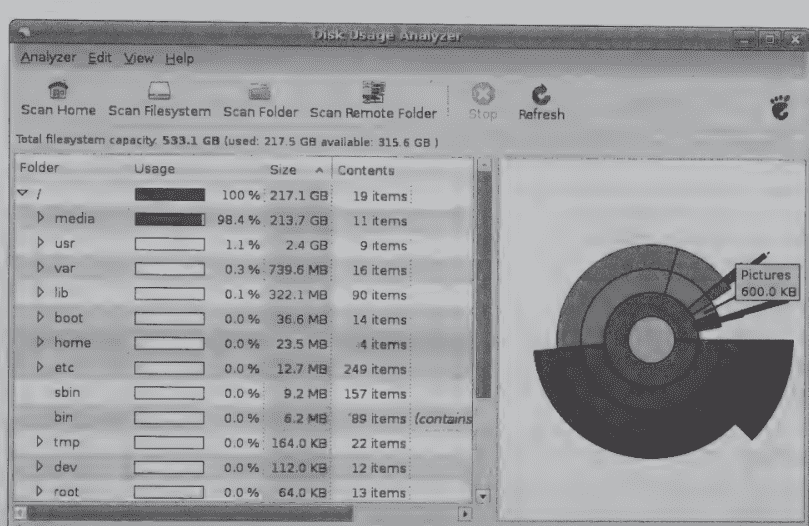 Disk Usage Analyzer
Analyzer Edit View Help
Scan Home Scan Filesystem Scan Folder Scan Remote Folder Stop Refresh
Total filesystem capacity: 533.1 GB (used: 217.5 GB available: 315.6 GB )
Folder Usage Size Contents
/ 100 % 217.1 GB 19 items
media 98.4 % 213.7 GB 11 items
usr 1.1 % 2.4 GB 9 items
var 0.3 % 739.6 MB 16 items
lib 0.1 % 322.1 MB 90 items
boot 0.0 % 36.6 MB 14 items
home 0.0 % 23.5 MB 4 items
etc 0.0 % 12.7 MB 249 items
sbin 0.0 % 9.2 MB 157 items
bin 0.0 % 6.2 MB 89 items (contains
tmp 0.0 % 164.0 KB 22 items
dev 0.0 % 112.0 KB 12 items
root 0.0 % 64.0 KB 13 items
Pictures
600.0 KB